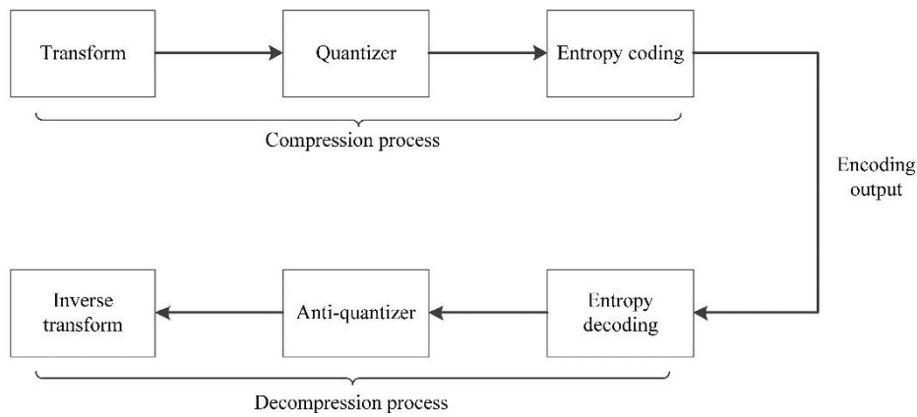 Transform
Quantizer
Entropy coding
Compression process
Encoding
output
Inverse
transform
Anti-quantizer
Entropy
decoding
Decompression process